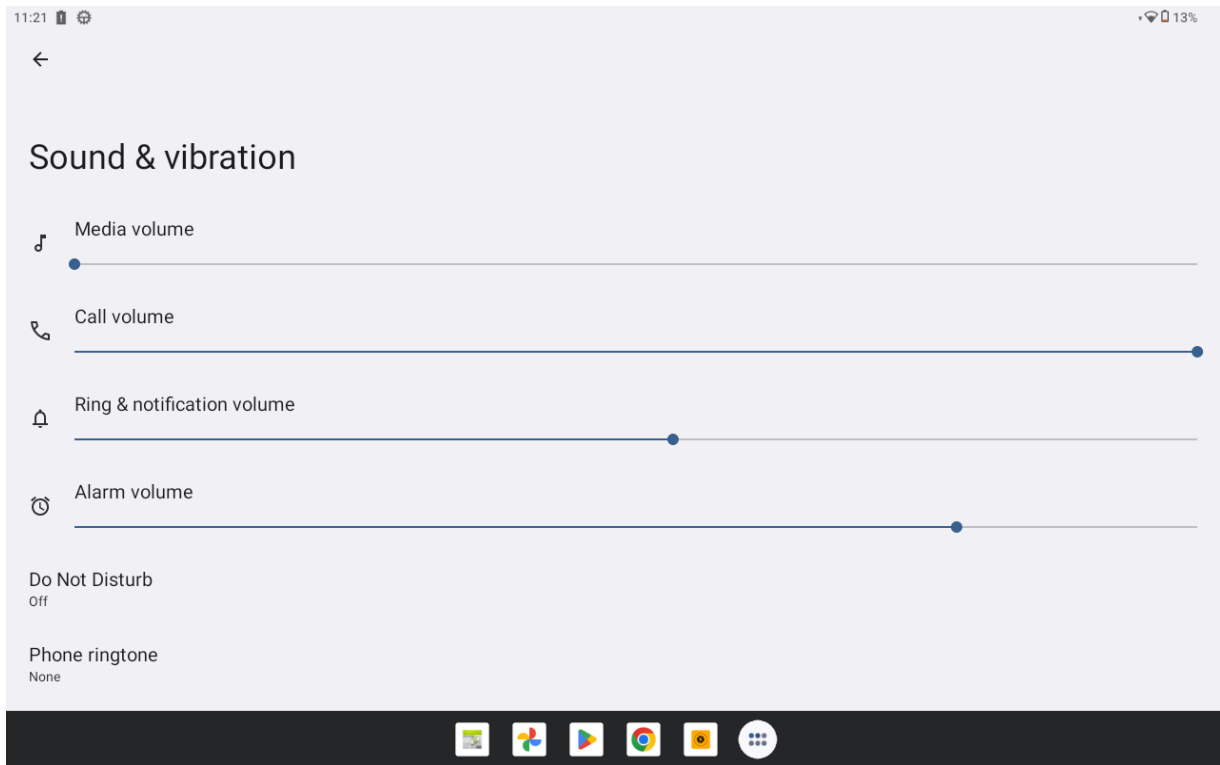 11:21
13%
Sound & vibration
Media volume
Call volume
Ring & notification volume
Alarm volume
Do Not Disturb
Off
Phone ringtone
None